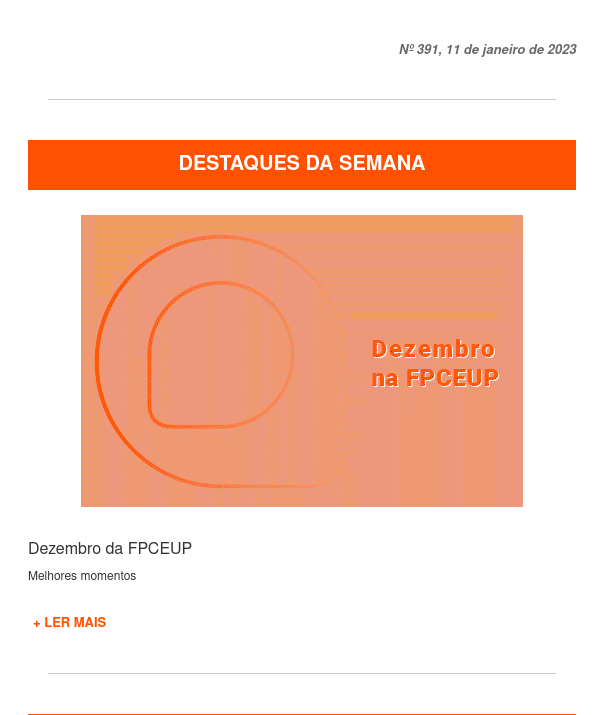 Nº 391, 11 de janeiro de 2023
DESTAQUES DA SEMANA
Dezembro
na FPCEUP
Dezembro da FPCEUP
Melhores momentos
+ LER MAIS